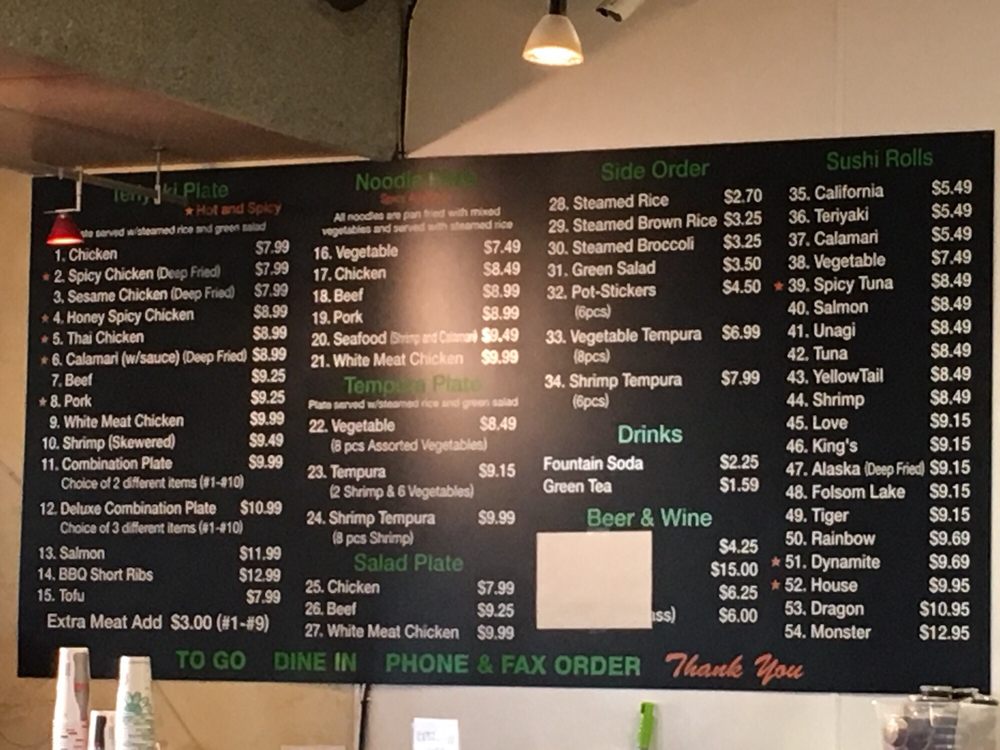 Teriyaki Plate
★ Hot and Spicy
served w/steamed rice and green salad
1. Chicken $7.99
★ 2. Spicy Chicken (Deep Fried) $7.99
3. Sesame Chicken (Deep Fried) $7.99
★ 4. Honey Spicy Chicken $8.99
★ 5. Thai Chicken $8.99
★ 6. Calamari (w/sauce) (Deep Fried) $8.99
7. Beef $9.25
★ 8. Pork $9.25
9. White Meat Chicken $9.99
10. Shrimp (Skewered) $9.49
11. Combination Plate $9.99
Choice of 2 different items (#1-#10)
12. Deluxe Combination Plate $10.99
Choice of 3 different items (#1-#10)
13. Salmon $11.99
14. BBQ Short Ribs $12.99
15. Tofu $7.99
Extra Meat Add $3.00 (#1-#9)
Noodle
All noodles are pan fried with mixed
vegetables and served with steamed rice
16. Vegetable $7.49
17. Chicken $8.49
18. Beef $8.99
19. Pork $8.99
20. Seafood (Shrimp and Calamari) $9.49
21. White Meat Chicken $9.99
Tempura Plate
Plate served w/steamed rice and green salad
22. Vegetable $8.49
(8 pcs Assorted Vegetables)
23. Tempura $9.15
(2 Shrimp & 6 Vegetables)
24. Shrimp Tempura $9.99
(8 pcs Shrimp)
Salad Plate
25. Chicken $7.99
26. Beef $9.25
27. White Meat Chicken $9.99
Side Order
28. Steamed Rice $2.70
29. Steamed Brown Rice $3.25
30. Steamed Broccoli $3.25
31. Green Salad $3.50
32. Pot-Stickers $4.50
(6pcs)
33. Vegetable Tempura $6.99
(8pcs)
34. Shrimp Tempura $7.99
(6pcs)
Drinks
Fountain Soda $2.25
Green Tea $1.59
Beer & Wine
$4.25
$15.00
$6.25
ass) $6.00
Sushi Rolls
35. California $5.49
36. Teriyaki $5.49
37. Calamari $5.49
38. Vegetable $7.49
★ 39. Spicy Tuna $8.49
40. Salmon $8.49
41. Unagi $8.49
42. Tuna $8.49
43. YellowTail $8.49
44. Shrimp $8.49
45. Love $9.15
46. King's $9.15
47. Alaska (Deep Fried) $9.15
48. Folsom Lake $9.15
49. Tiger $9.15
50. Rainbow $9.69
★ 51. Dynamite $9.69
★ 52. House $9.95
53. Dragon $10.95
54. Monster $12.95
TO GO DINE IN PHONE & FAX ORDER Thank You